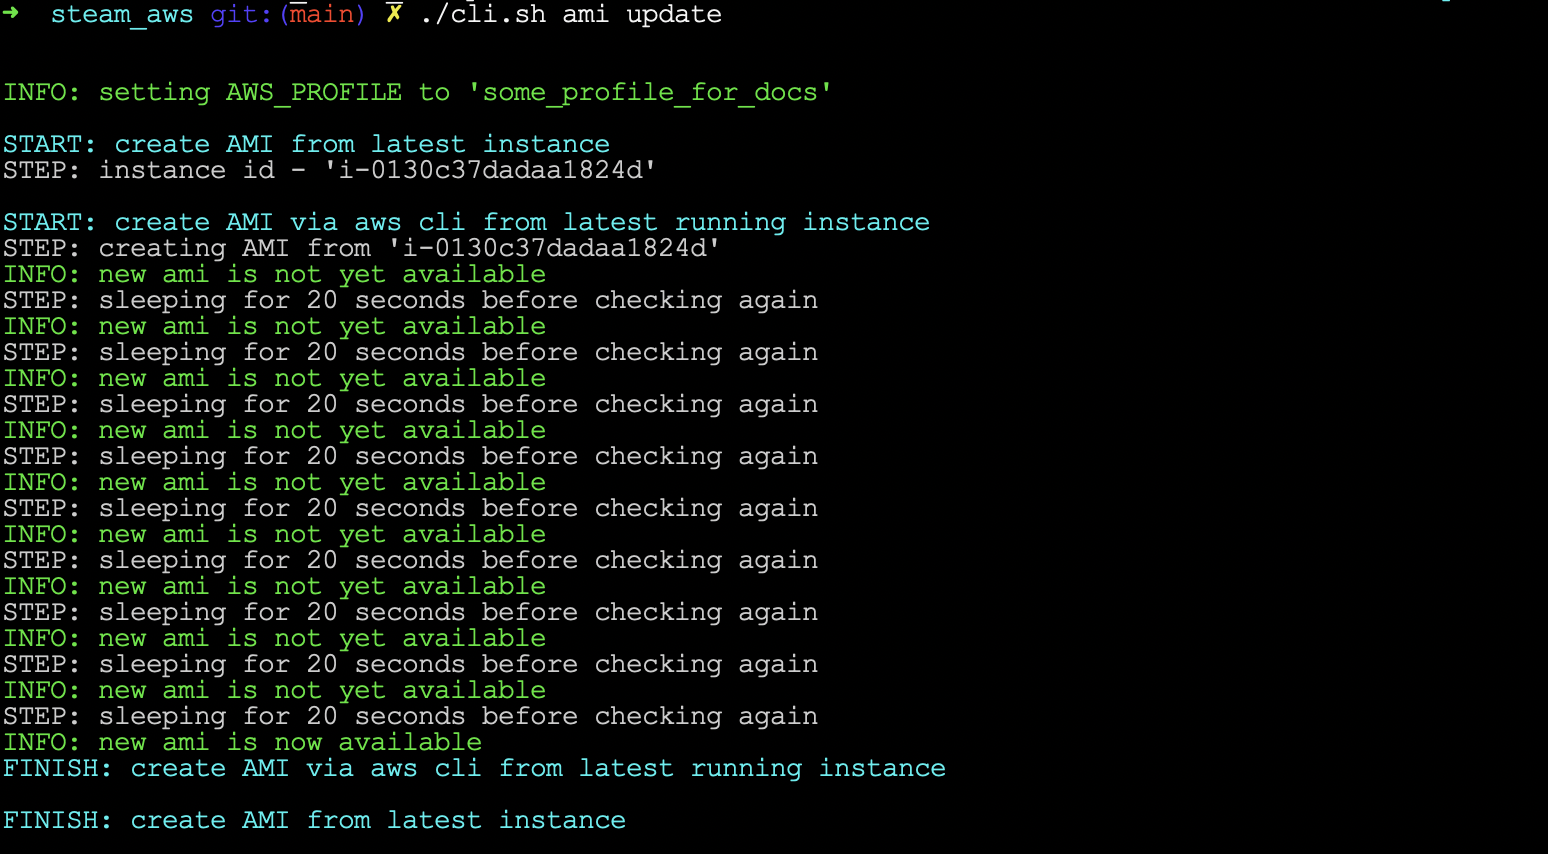 ➜  steam_aws git:(main) ✗ ./cli.sh ami update
INFO: setting AWS_PROFILE to 'some_profile_for_docs'
START: create AMI from latest instance
STEP: instance id - 'i-0130c37dadaa1824d'
START: create AMI via aws cli from latest running instance
STEP: creating AMI from 'i-0130c37dadaa1824d'
INFO: new ami is not yet available
STEP: sleeping for 20 seconds before checking again
INFO: new ami is not yet available
STEP: sleeping for 20 seconds before checking again
INFO: new ami is not yet available
STEP: sleeping for 20 seconds before checking again
INFO: new ami is not yet available
STEP: sleeping for 20 seconds before checking again
INFO: new ami is not yet available
STEP: sleeping for 20 seconds before checking again
INFO: new ami is not yet available
STEP: sleeping for 20 seconds before checking again
INFO: new ami is not yet available
STEP: sleeping for 20 seconds before checking again
INFO: new ami is not yet available
STEP: sleeping for 20 seconds before checking again
INFO: new ami is not yet available
STEP: sleeping for 20 seconds before checking again
INFO: new ami is now available
FINISH: create AMI via aws cli from latest running instance
FINISH: create AMI from latest instance